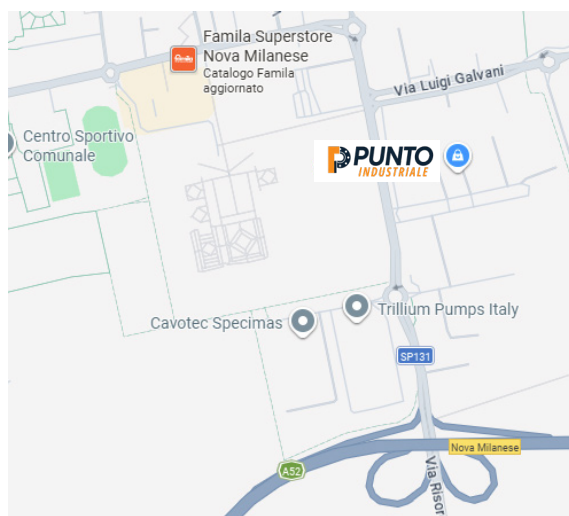 Famila Superstore
Nova Milanese
Catalogo Famila
aggiornato
Via Luigi Galvani
Centro Sportivo
Comunale
PUNTO
INDUSTRIALE
Cavotec Specimas
Trillium Pumps Italy
SP131
Nova Milanese
A52
Via Risor